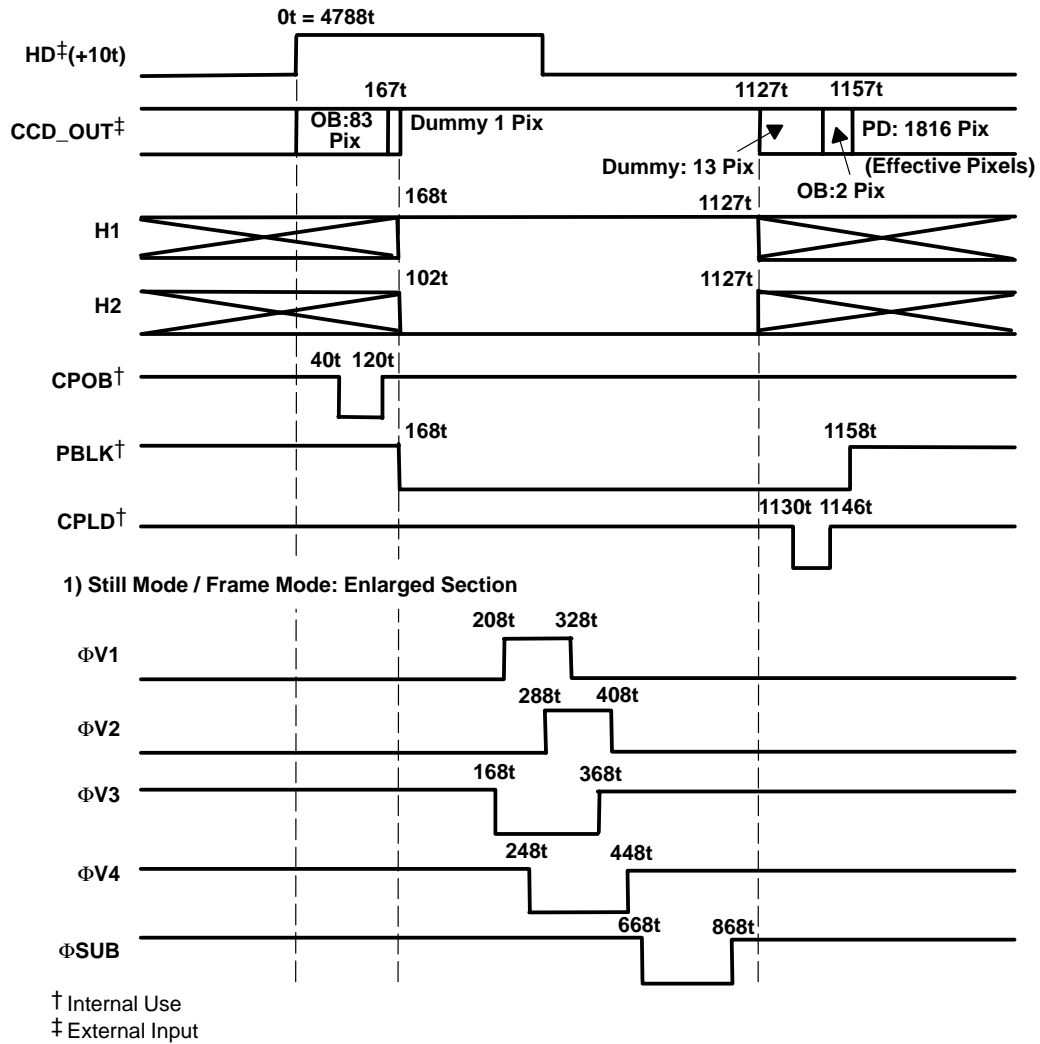 0t = 4788t
HD‡(+10t)
167t
1127t
1157t
CCD_OUT‡
OB:83
Pix
Dummy 1 Pix
PD: 1816 Pix
Dummy: 13 Pix
(Effective Pixels)
OB:2 Pix
168t
1127t
H1
102t
1127t
H2
40t 120t
CPOB†
168t
1158t
PBLK†
1130t 1146t
CPLD†
1) Still Mode / Frame Mode: Enlarged Section
208t 328t
ΦV1
288t 408t
ΦV2
168t 368t
ΦV3
248t 448t
ΦV4
668t 868t
ΦSUB
† Internal Use
‡ External Input